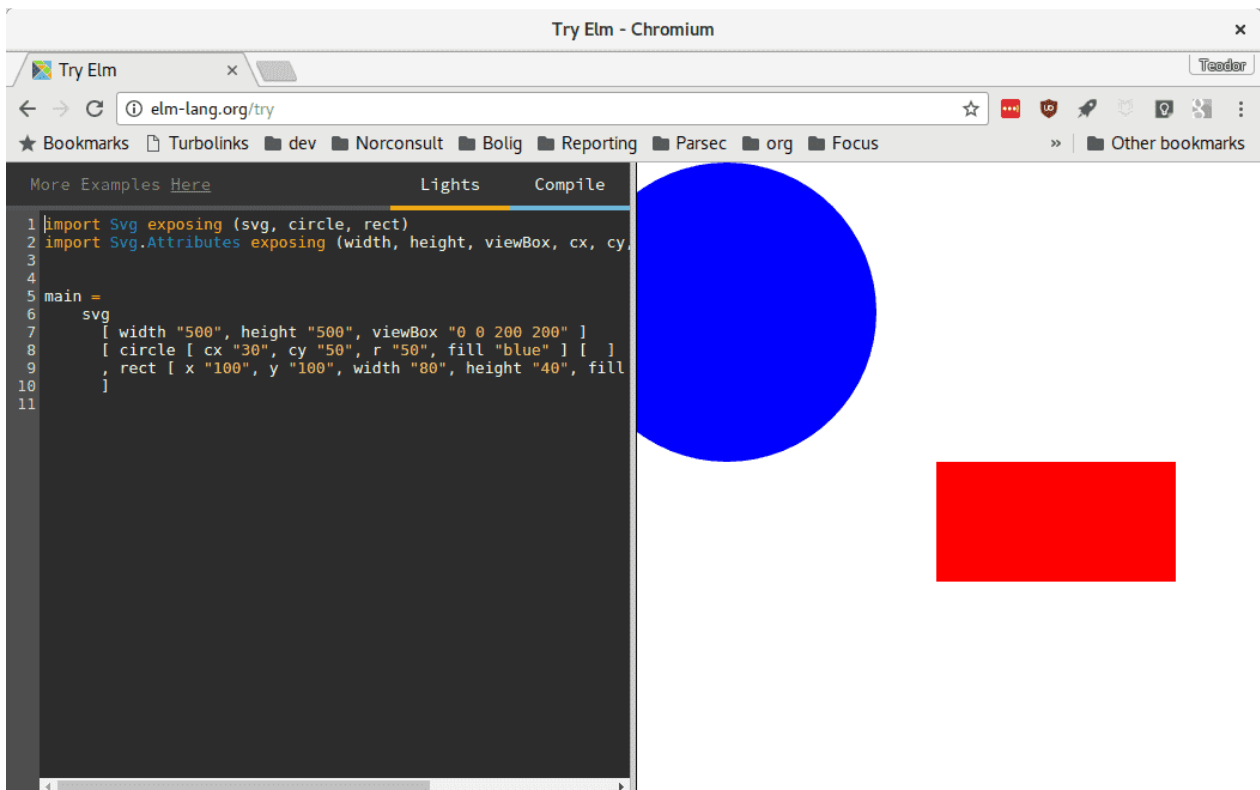 Try Elm - Chromium
Try Elm
Teodor
elm-lang.org/try
Bookmarks Turbolinks dev Norconsult Bolig Reporting Parsec org Focus » Other bookmarks
More Examples Here Lights Compile
1 import Svg exposing (svg, circle, rect)
2 import Svg.Attributes exposing (width, height, viewBox, cx, cy,
3
4
5 main =
6 svg
7 [ width "500", height "500", viewBox "0 0 200 200" ]
8 [ circle [ cx "30", cy "50", r "50", fill "blue" ] [ ]
9 , rect [ x "100", y "100", width "80", height "40", fill
10 ]
11